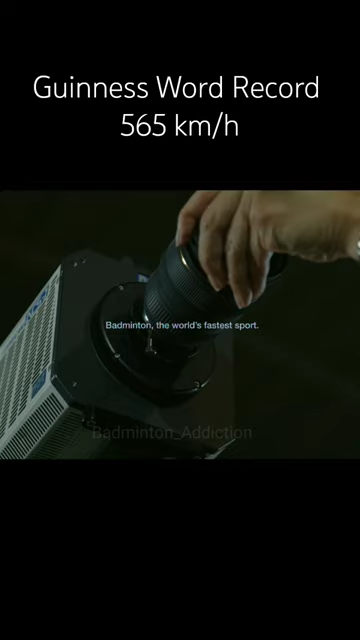 Guinness Word Record
565 km/h
Badminton, the world's fastest sport.
Badminton_Addiction